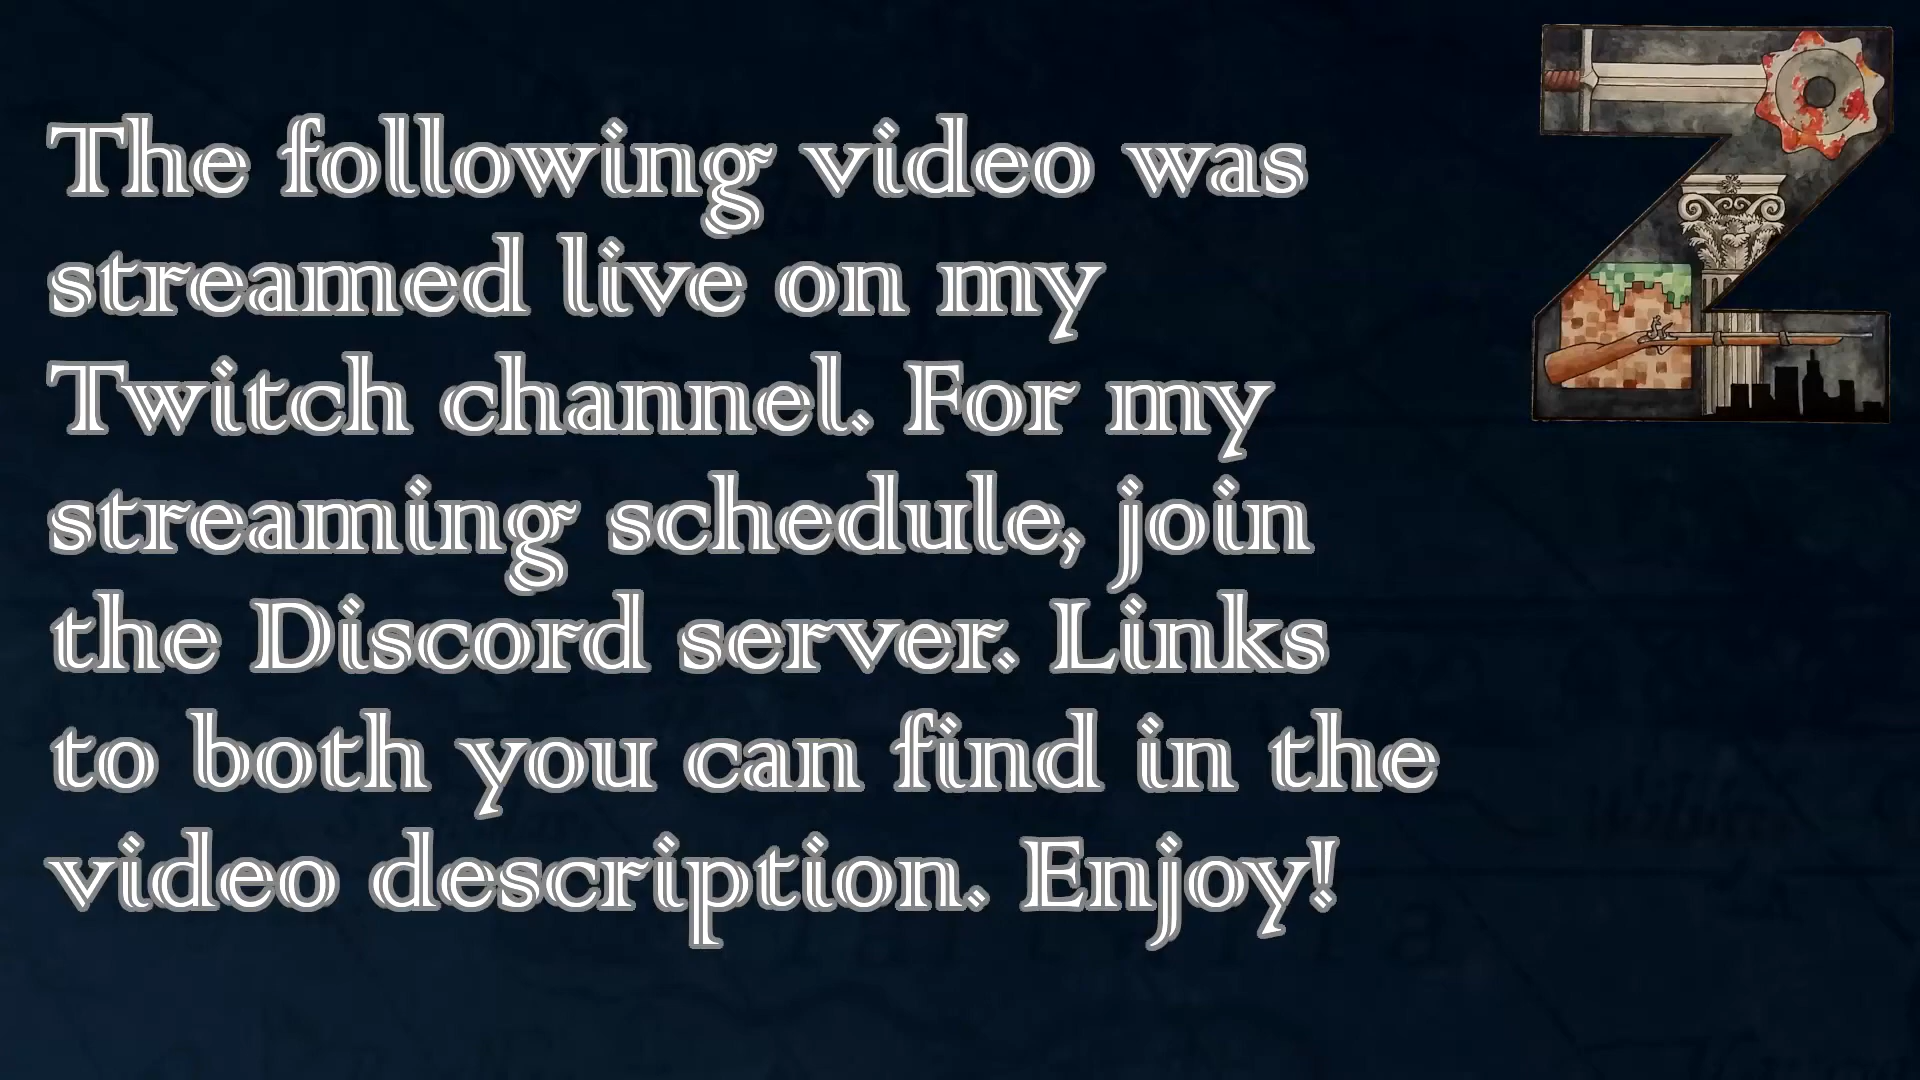 The following video was
streamed live on my
Twitch channel. For my
streaming schedule, join
the Discord server. Links
to both you can find in the
video description. Enjoy!